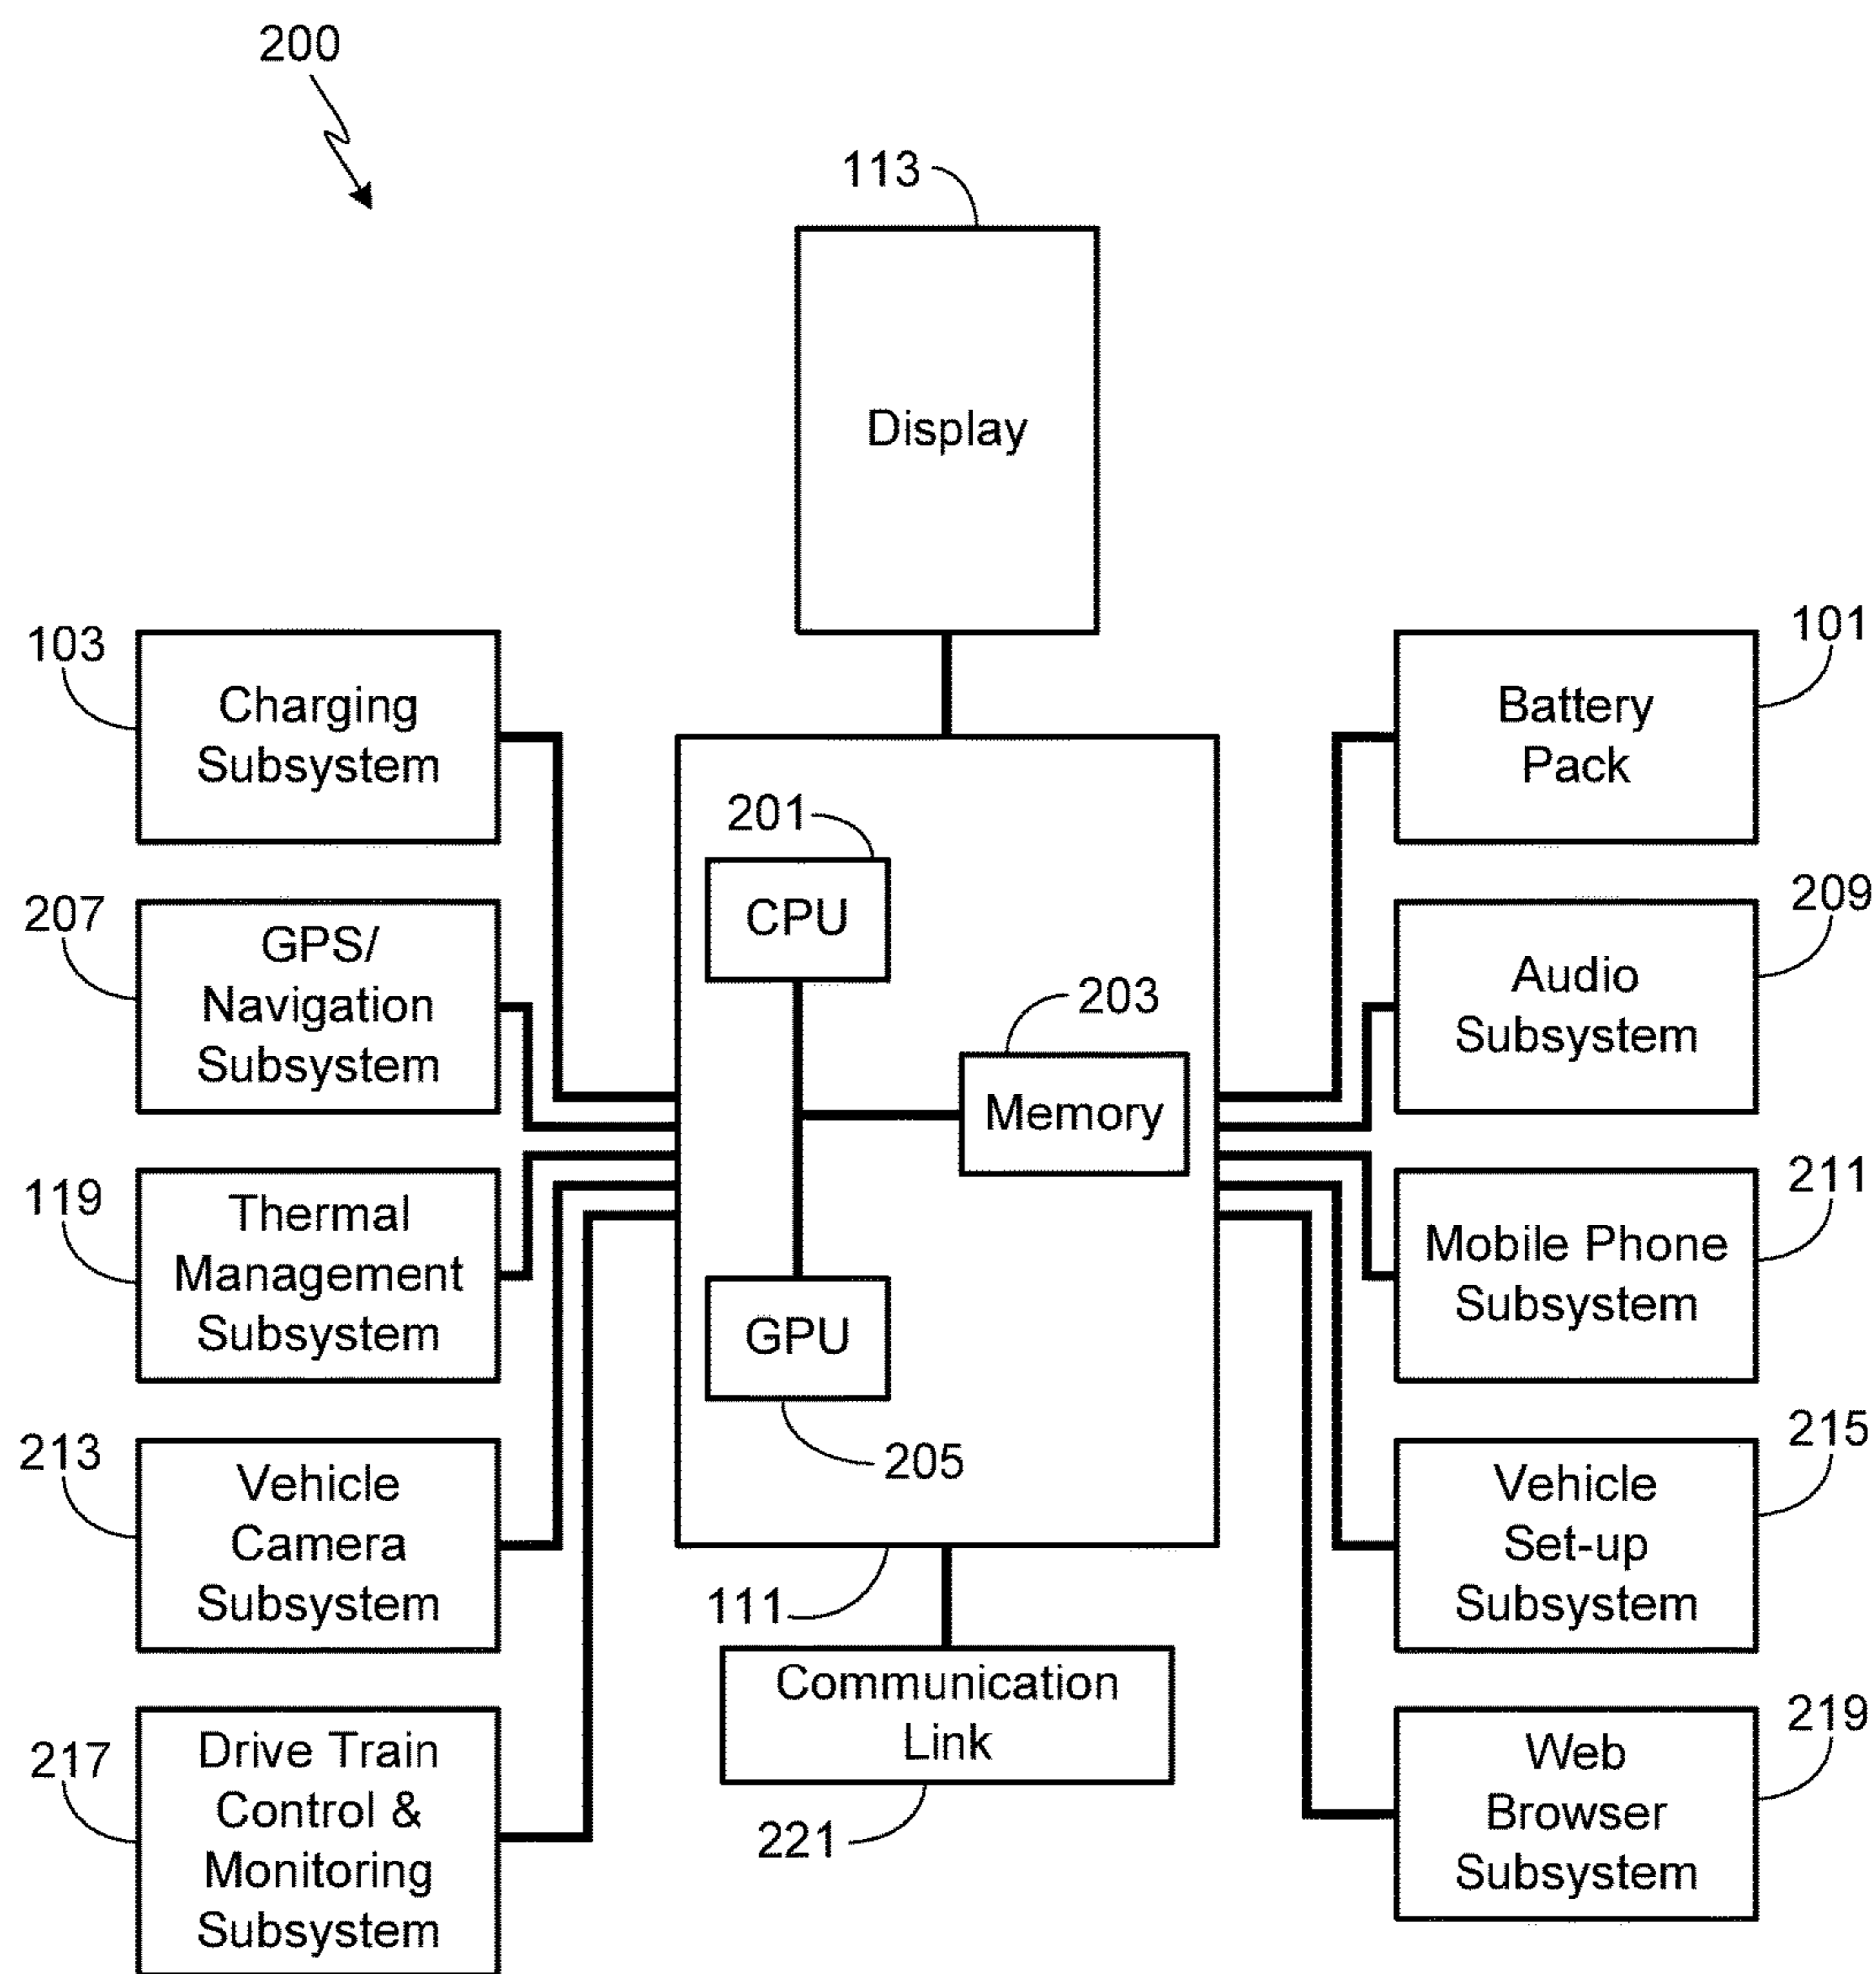 200
113
Display
103
Charging
Subsystem
101
Battery
Pack
201
CPU
207
GPS/
Navigation
Subsystem
209
Audio
Subsystem
203
Memory
119
Thermal
Management
Subsystem
211
Mobile Phone
Subsystem
GPU
205
213
Vehicle
Camera
Subsystem
215
Vehicle
Set-up
Subsystem
111
Communication
Link
221
217
Drive Train
Control &
Monitoring
Subsystem
219
Web
Browser
Subsystem